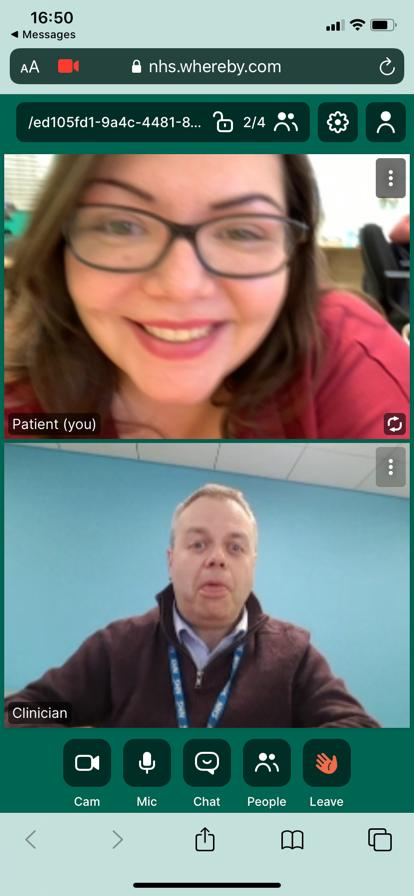 16:50
Messages
AA
nhs.whereby.com
/ed105fd1-9a4c-4481-8...
2/4
Patient (you)
Clinician
Cam Mic Chat People Leave